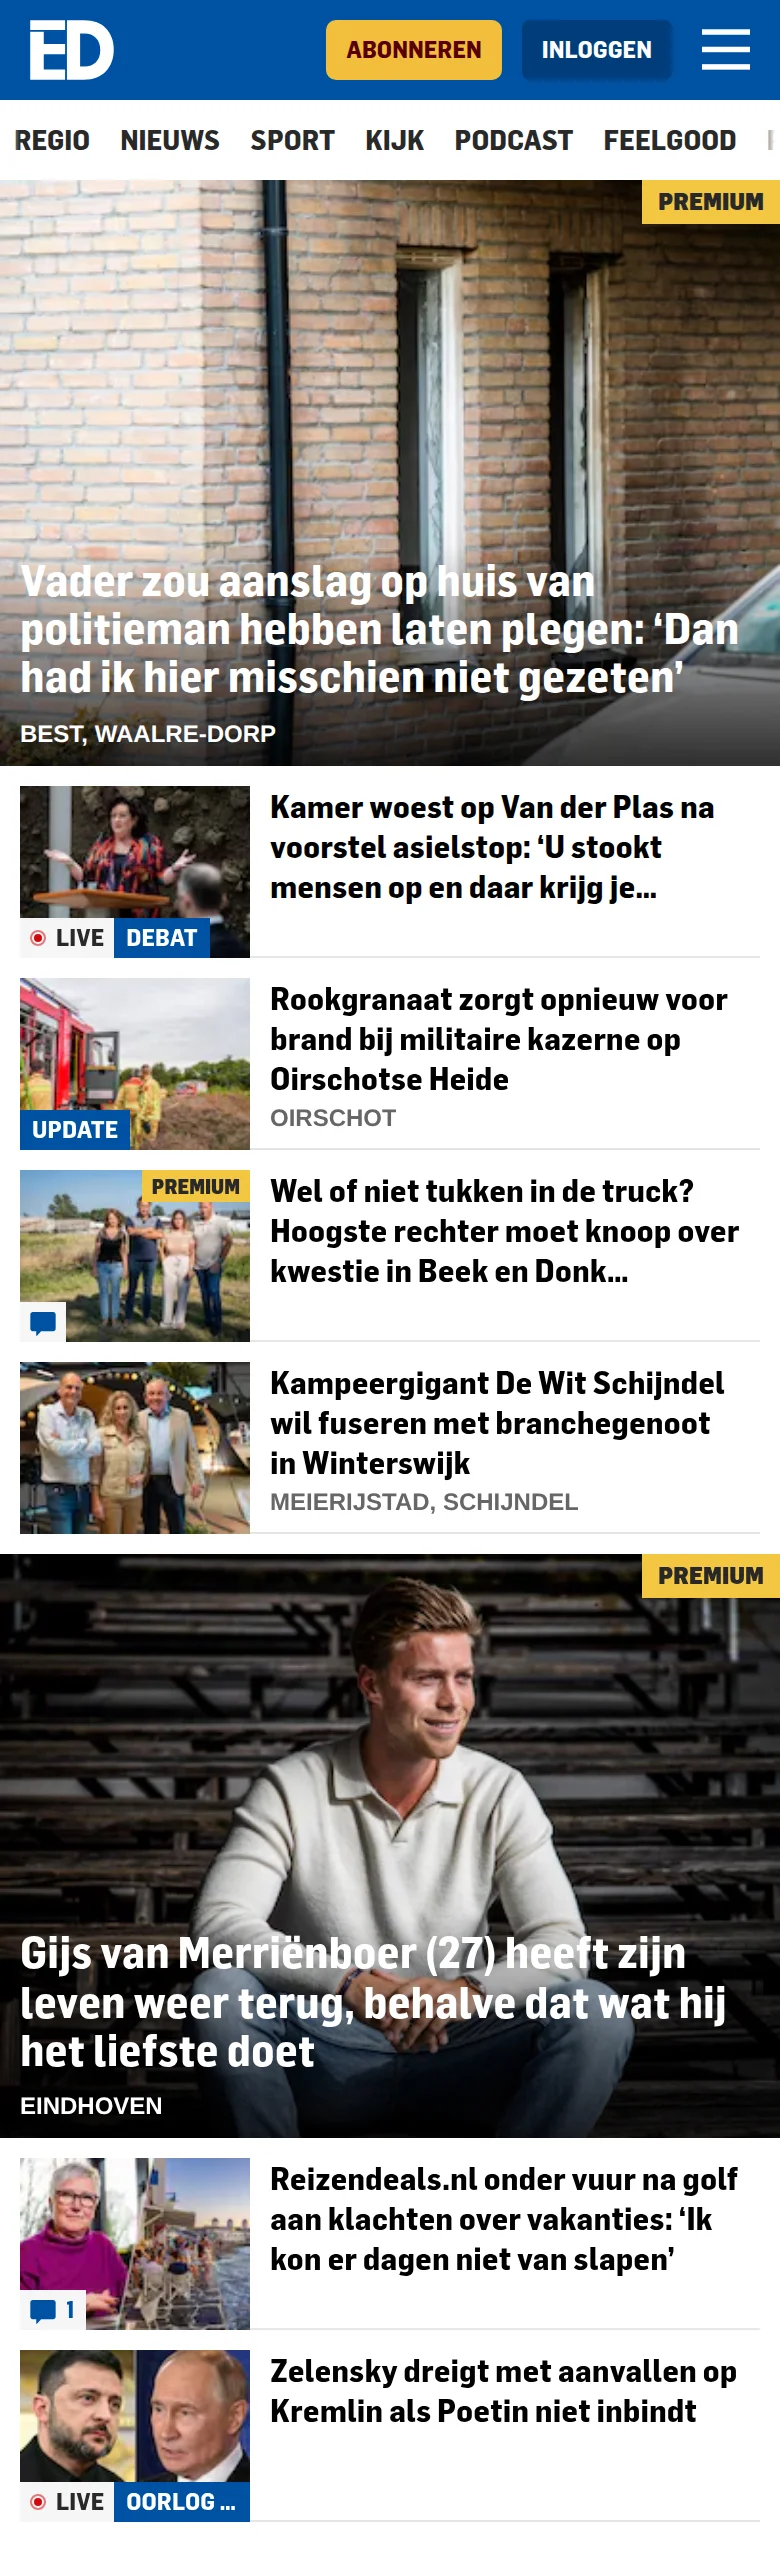 ED
ABONNEREN
INLOGGEN
REGIO NIEUWS SPORT KIJK PODCAST FEELGOOD
PREMIUM
Vader zou aanslag op huis van
politieman hebben laten plegen: ‘Dan
had ik hier misschien niet gezeten’
BEST, WAALRE-DORP
Kamer woest op Van der Plas na
voorstel asielstop: ‘U stookt
mensen op en daar krijg je...
LIVE DEBAT
Rookgranaat zorgt opnieuw voor
brand bij militaire kazerne op
Oirschotse Heide
OIRSCHOT
UPDATE
PREMIUM
Wel of niet tukken in de truck?
Hoogste rechter moet knoop over
kwestie in Beek en Donk...
Kampeergigant De Wit Schijndel
wil fuseren met branchegenoot
in Winterswijk
MEIERIJSTAD, SCHIJNDEL
PREMIUM
Gijs van Merriënboer (27) heeft zijn
leven weer terug, behalve dat wat hij
het liefste doet
EINDHOVEN
Reizendeals.nl onder vuur na golf
aan klachten over vakanties: ‘Ik
kon er dagen niet van slapen’
1
Zelensky dreigt met aanvallen op
Kremlin als Poetin niet inbindt
LIVE OORLOG ...